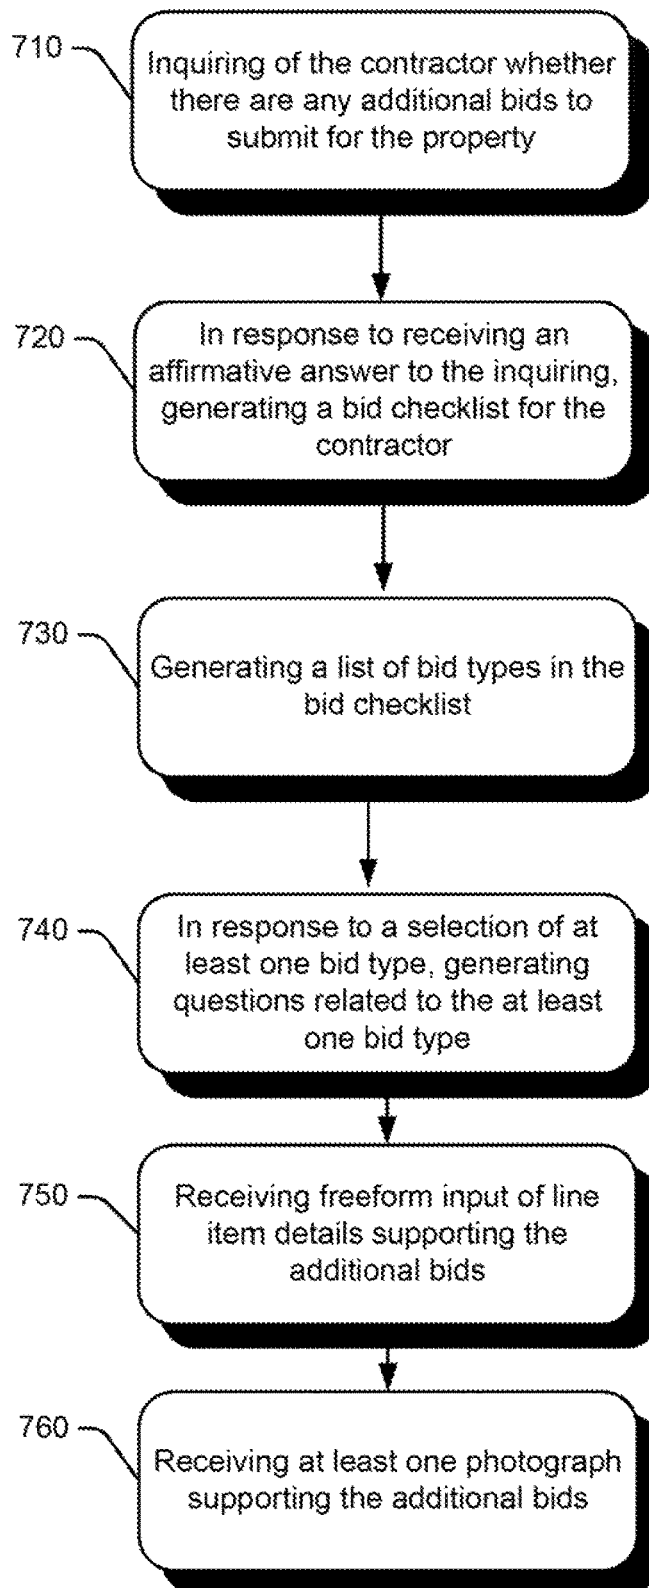 710
Inquiring of the contractor whether
there are any additional bids to
submit for the property
720
In response to receiving an
affirmative answer to the inquiring,
generating a bid checklist for the
contractor
730
Generating a list of bid types in the
bid checklist
740
In response to a selection of at
least one bid type, generating
questions related to the at least
one bid type
750
Receiving freeform input of line
item details supporting the
additional bids
760
Receiving at least one photograph
supporting the additional bids